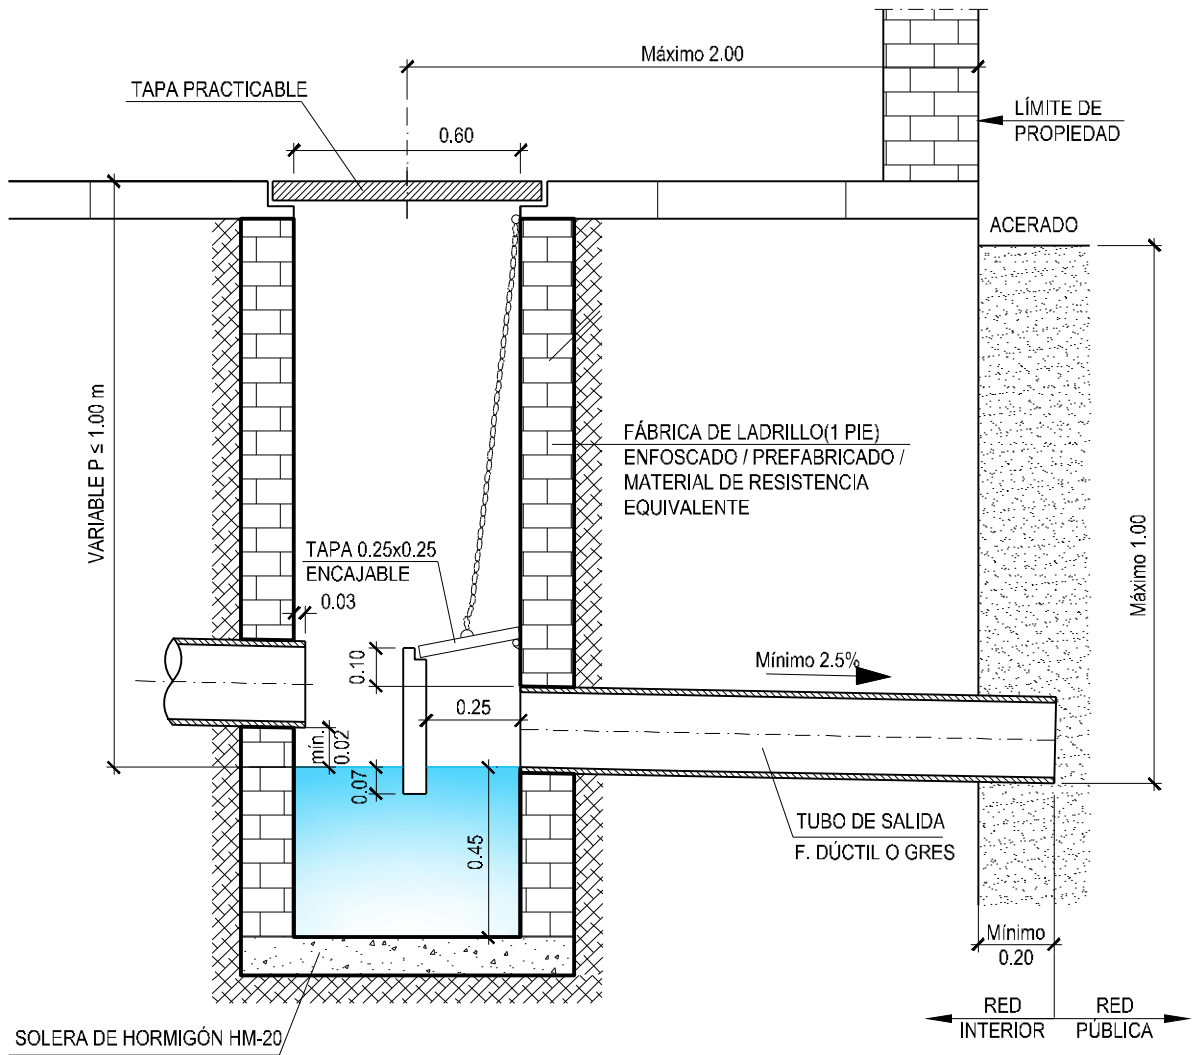 Máximo 2.00
TAPA PRACTICABLE
LÍMITE DE
PROPIEDAD
0.60
ACERADO
VARIABLE P ≤ 1.00 m
FÁBRICA DE LADRILLO(1 PIE)
ENFOSCADO / PREFABRICADO /
MATERIAL DE RESISTENCIA
EQUIVALENTE
TAPA 0.25x0.25
ENCAJABLE
0.03
Máximo 1.00
0.10
Mínimo 2.5%
0.25
mín.
0.02
0.07
0.45
TUBO DE SALIDA
F. DÚCTIL O GRES
Mínimo
0.20
RED
INTERIOR
RED
PÚBLICA
SOLERA DE HORMIGÓN HM-20